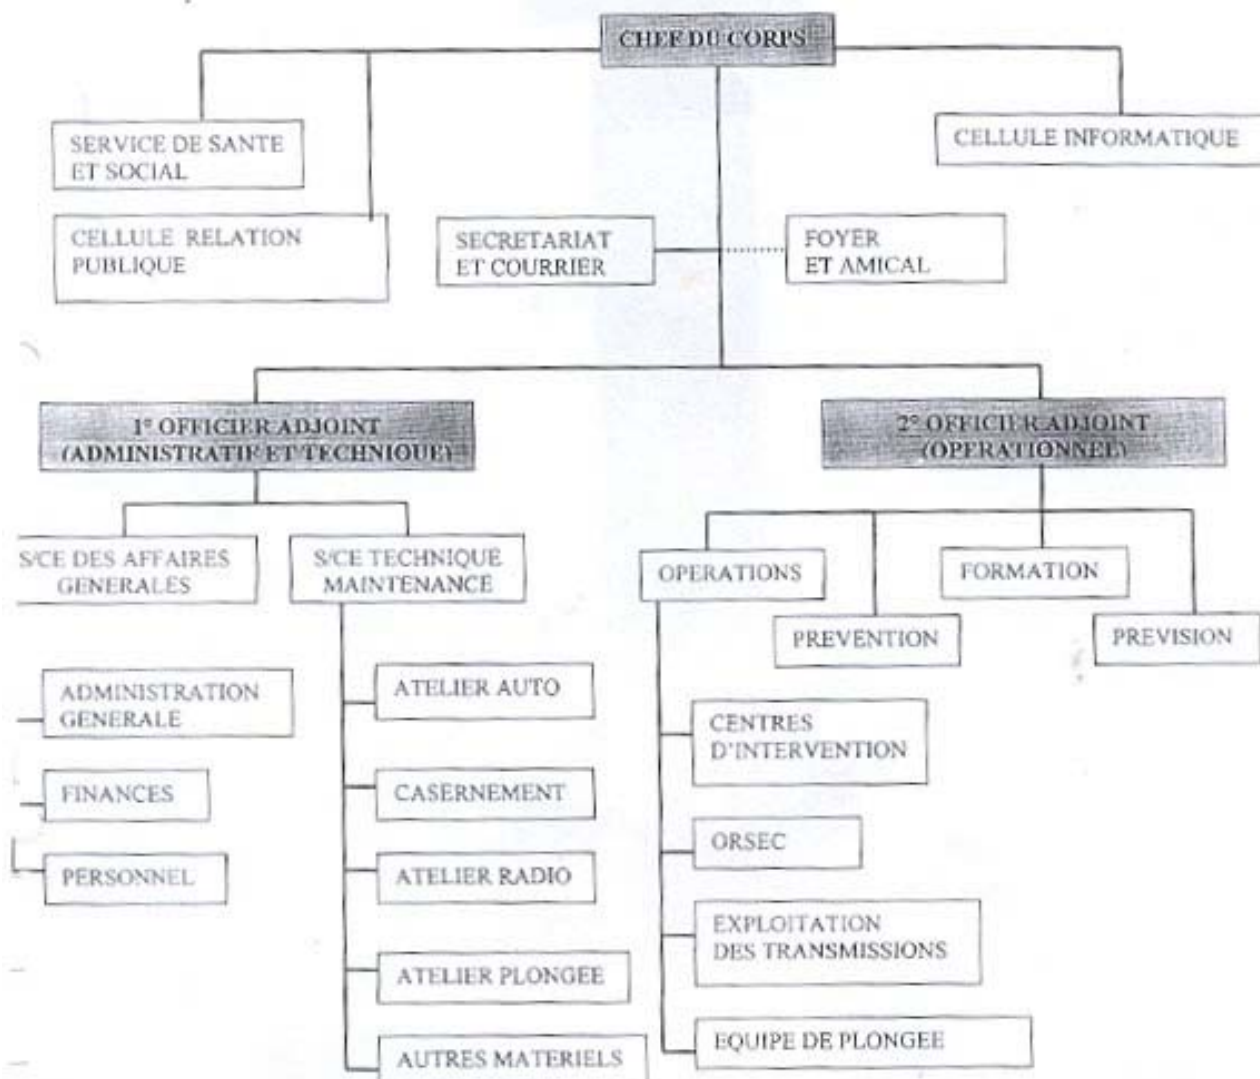 CHEF DU CORPS
SERVICE DE SANTE
ET SOCIAL
CELLULE INFORMATIQUE
CELLULE RELATION
PUBLIQUE
SECRETARIAT
ET COURRIER
FOYER
ET AMICAL
1° OFFICIER ADJOINT
(ADMINISTRATIF ET TECHNIQUE)
2° OFFICIER ADJOINT
(OPERATIONNEL)
S/CE DES AFFAIRES
GENERALES
S/CE TECHNIQUE
MAINTENANCE
OPERATIONS
FORMATION
PREVENTION
PREVISION
ADMINISTRATION
GENERALE
FINANCES
PERSONNEL
ATELIER AUTO
CASERNEMENT
ATELIER RADIO
ATELIER PLONGEE
AUTRES MATERIELS
CENTRES
D'INTERVENTION
ORSEC
EXPLOITATION
DES TRANSMISSIONS
EQUIPE DE PLONGEE